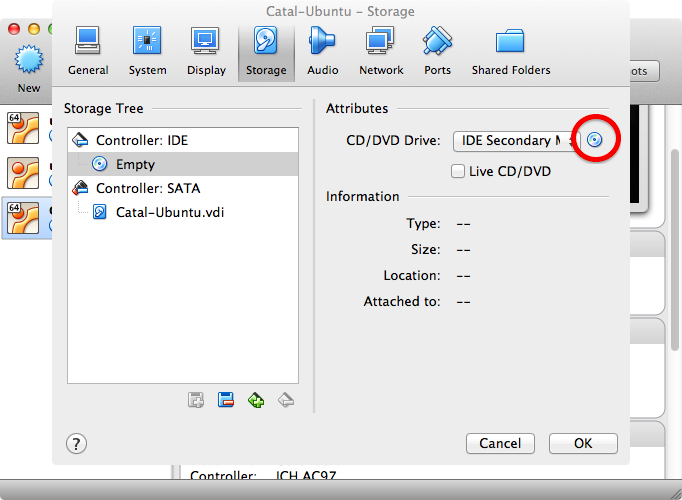 Catal-Ubuntu – Storage
General System Display Storage Audio Network Ports Shared Folders
New
ots
Storage Tree
Controller: IDE
Empty
Controller: SATA
Catal-Ubuntu.vdi
Attributes
CD/DVD Drive: IDE Secondary M
Live CD/DVD
Information
Type: --
Size: --
Location: --
Attached to: --
64
64
?
Cancel OK
Controller: ICH AC97